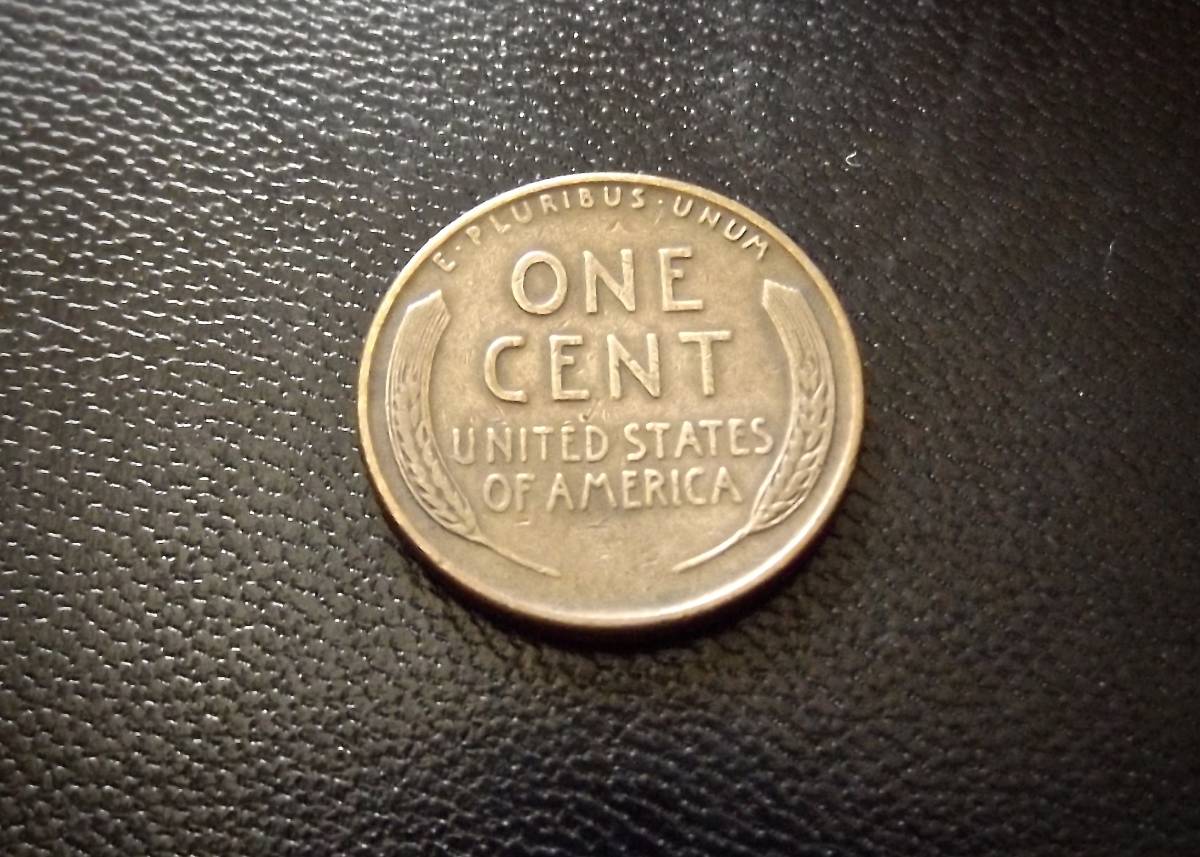 E·PLURIBUS·UNUM
ONE
CENT
UNITED STATES
OF AMERICA